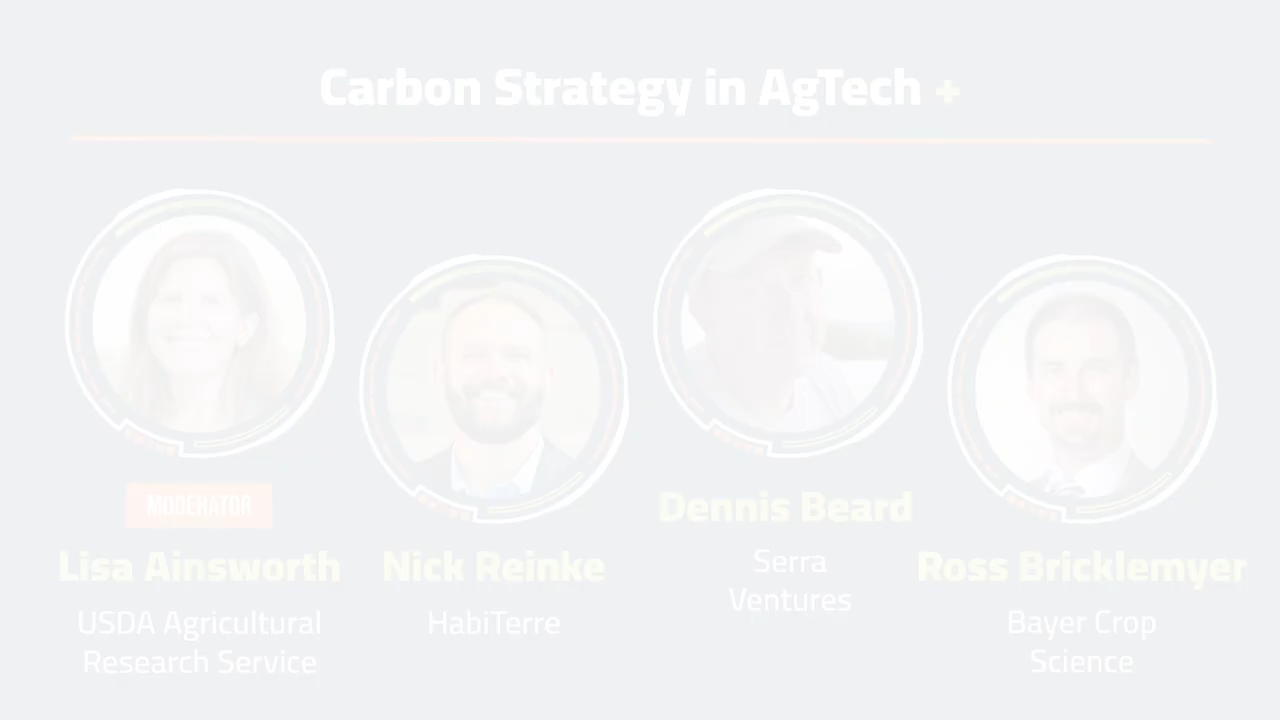 Carbon Strategy in AgTech +
MODERATOR
Lisa Ainsworth
USDA Agricultural
Research Service
Nick Reinke
HabiTerre
Dennis Beard
Serra
Ventures
Ross Bricklemyer
Bayer Crop
Science